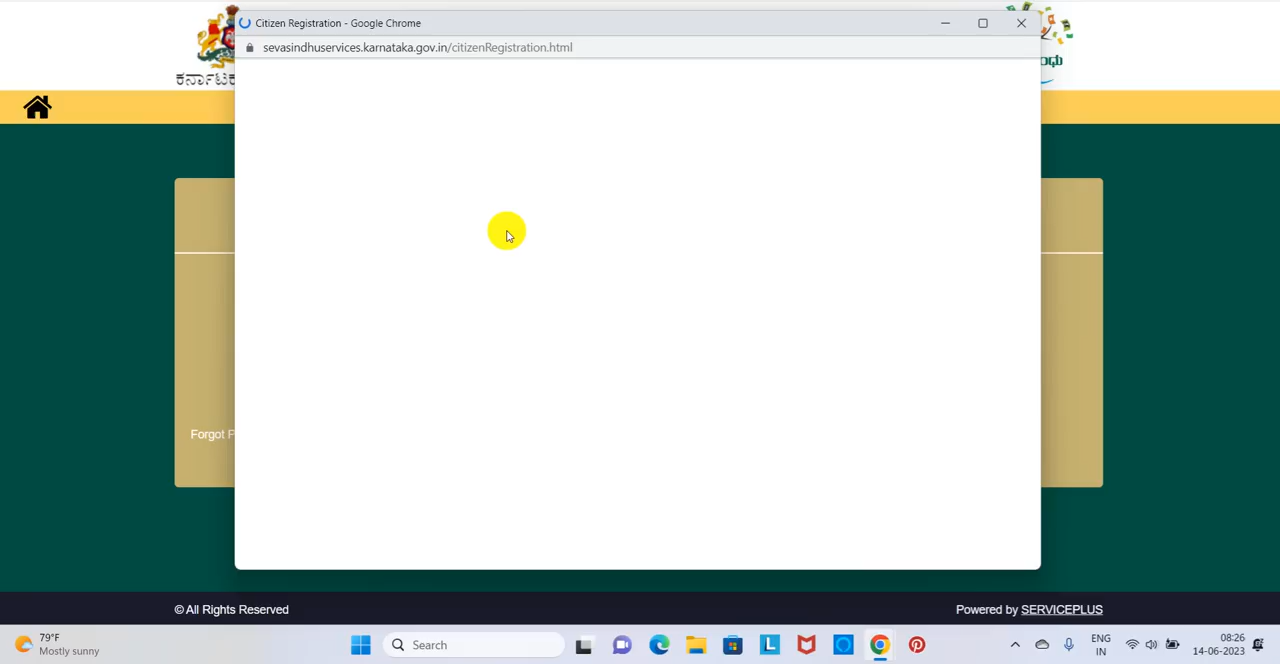 Citizen Registration - Google Chrome
sevasindhuservices.karnataka.gov.in/citizenRegistration.html
Forgot
© All Rights Reserved
Powered by SERVICEPLUS
79°F
Mostly sunny
Search
ENG
IN
08:26
14-06-2023